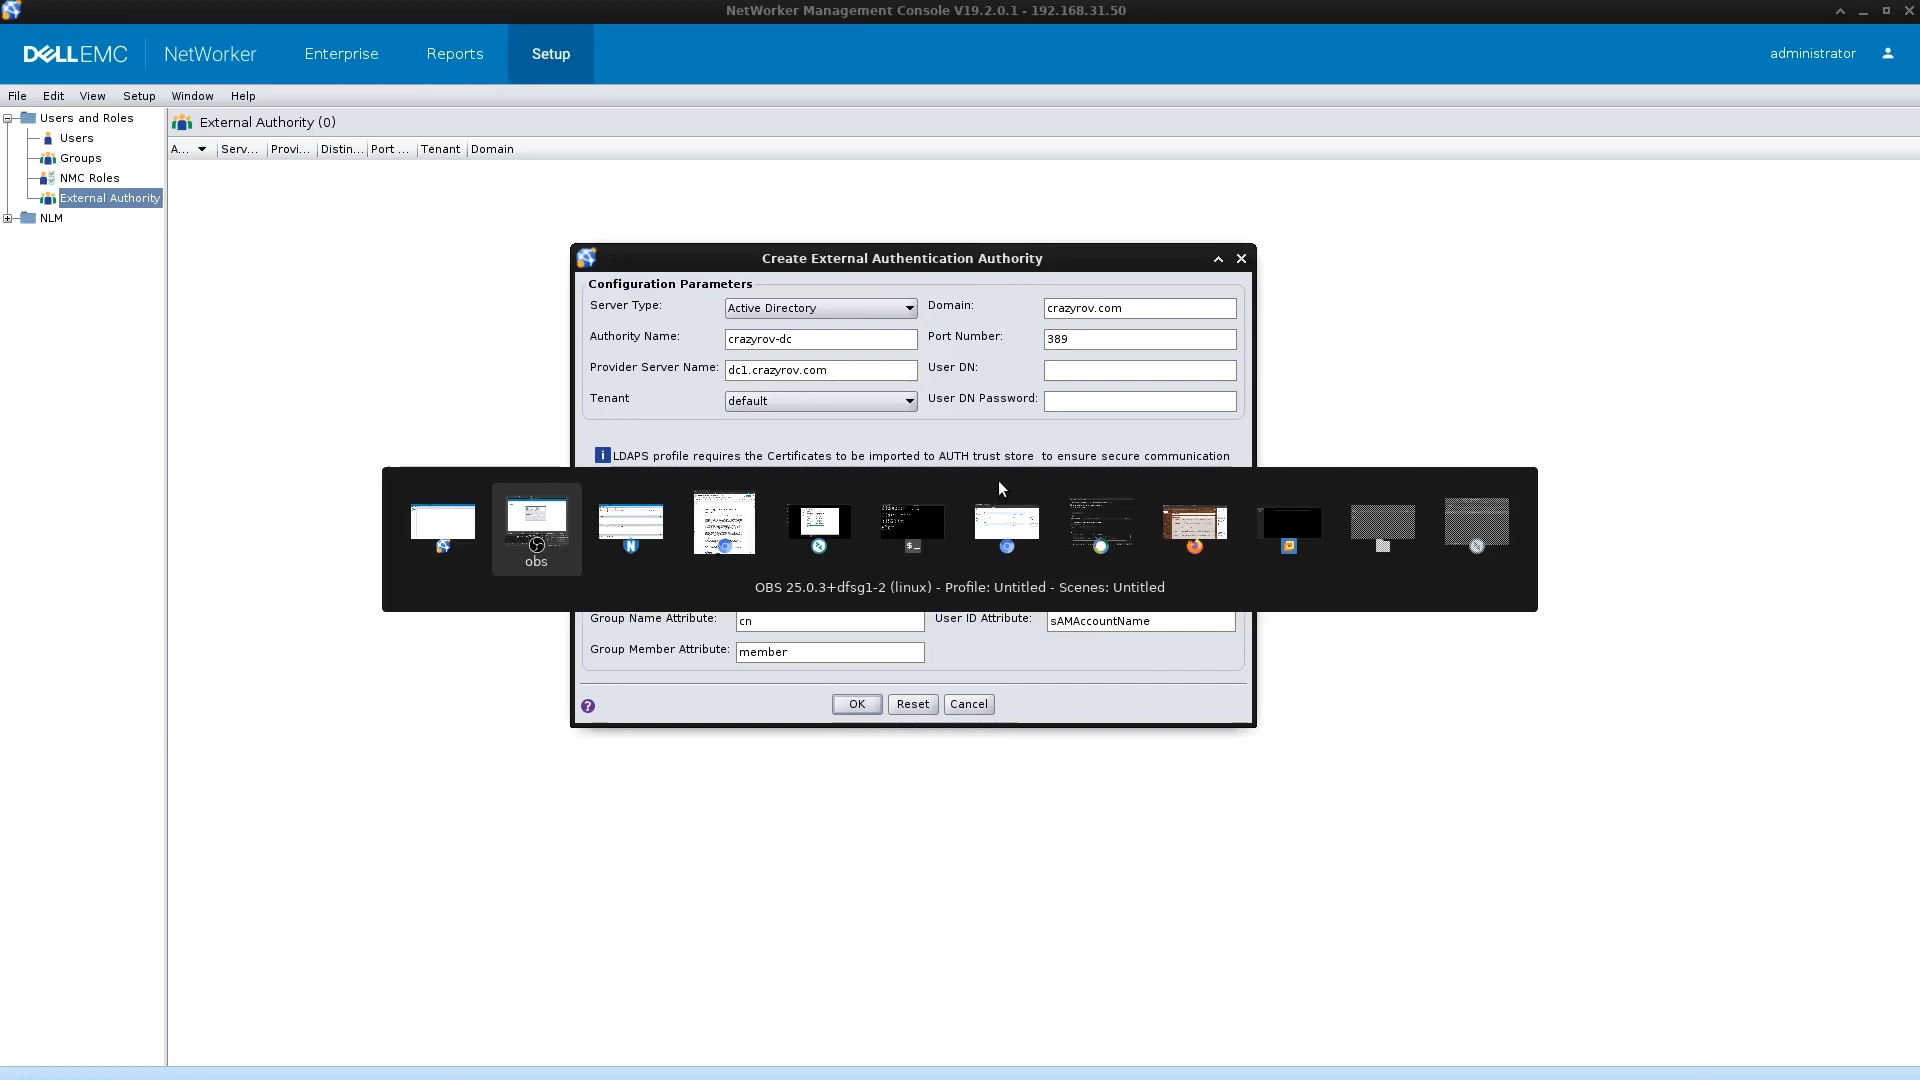 NetWorker Management Console V19.2.0.1 - 192.168.31.50
DELLEMC NetWorker Enterprise Reports Setup administrator
File Edit View Setup Window Help
Users and Roles
Users
Groups
NMC Roles
External Authority
NLM
External Authority (0)
A... Serv... Provi... Distin... Port ... Tenant Domain
Create External Authentication Authority
Configuration Parameters
Server Type: Active Directory Domain: crazyrov.com
Authority Name: crazyrov-dc Port Number: 389
Provider Server Name: dc1.crazyrov.com User DN:
Tenant default User DN Password:
LDAPS profile requires the Certificates to be imported to AUTH trust store to ensure secure communication
obs
OBS 25.0.3+dfsg1-2 (linux) - Profile: Untitled - Scenes: Untitled
Group Name Attribute: cn User ID Attribute: sAMAccountName
Group Member Attribute: member
OK Reset Cancel